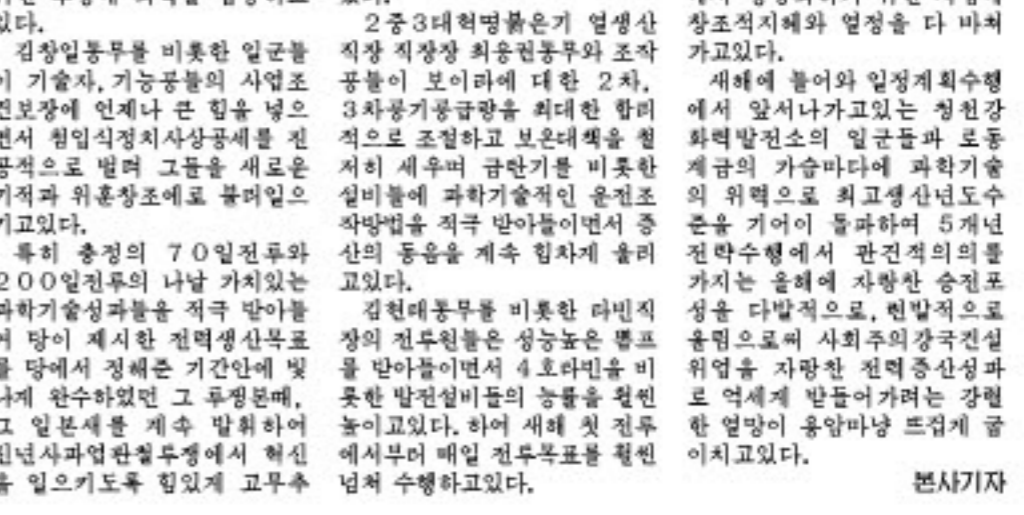 있다.
김창일동무를 비롯한 일군들
이 기술자, 기능공들의 사업조
건보장에 언제나 큰 힘을 넣으
면서 첨입식정치사상공세를 진
공적으로 벌려 그들을 새로운
기적과 위훈창조에로 불러일으
키고있다.
특히 충정의 70일전투와
200일전투의 나날 가치있는
과학기술성과들을 적극 받아들
여 당이 제시한 전력생산목표
를 당에서 정해준 기간안에 빛
나게 완수하였던 그 투쟁본때,
그 일본새를 계속 발휘하여
신년사과업관철투쟁에서 혁신
을 일으키도록 힘있게 고무추
2중3대혁명붉은기 열생산
직장 직장장 최응권동무와 조작
공들이 보이라에 대한 2차,
3차공기공급량을 최대한 합리
적으로 조절하고 보온대책을 철
저히 세우며 금탄기를 비롯한
설비들에 과학기술적인 운전조
작방법을 적극 받아들이면서 증
산의 동음을 계속 힘차게 울리
고있다.
김현태동무를 비롯한 타빈직
장의 전투원들은 성능높은 뽐프
를 받아들이면서 4호타빈을 비
롯한 발전설비들의 능률을 훨씬
높이고있다. 하여 새해 첫 전투
에서부터 매일 전투목표를 훨씬
넘쳐 수행하고있다.
창조적지혜와 열정을 다 바쳐
가고있다.
새해에 들어와 일정계획수행
에서 앞서나가고있는 청천강
화력발전소의 일군들과 로동
계급의 가슴마다에 과학기술
의 위력으로 최고생산년도수
준을 기어이 돌파하여 5개년
전략수행에서 관건적의의를
가지는 올해에 자랑찬 승전포
성을 다발적으로, 련발적으로
울림으로써 사회주의강국건설
위업을 자랑찬 전력증산성과
로 억세게 받들어가려는 강렬
한 열망이 용암마냥 뜨겁게 굽
이치고있다.
본사기자